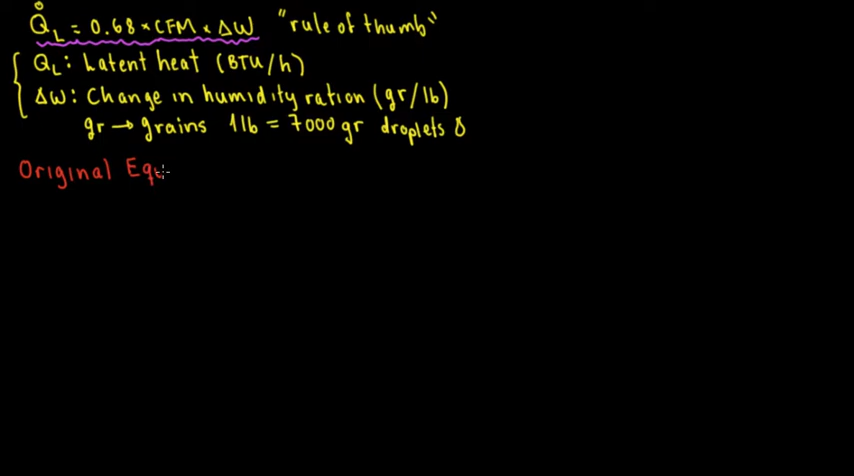 Q̇L = 0.68 × CFM × ΔW "rule of thumb"
QL: Latent heat (BTU/h)
ΔW: Change in humidity ration (gr/lb)
gr → grains 1lb = 7000 gr droplets
Original Equ